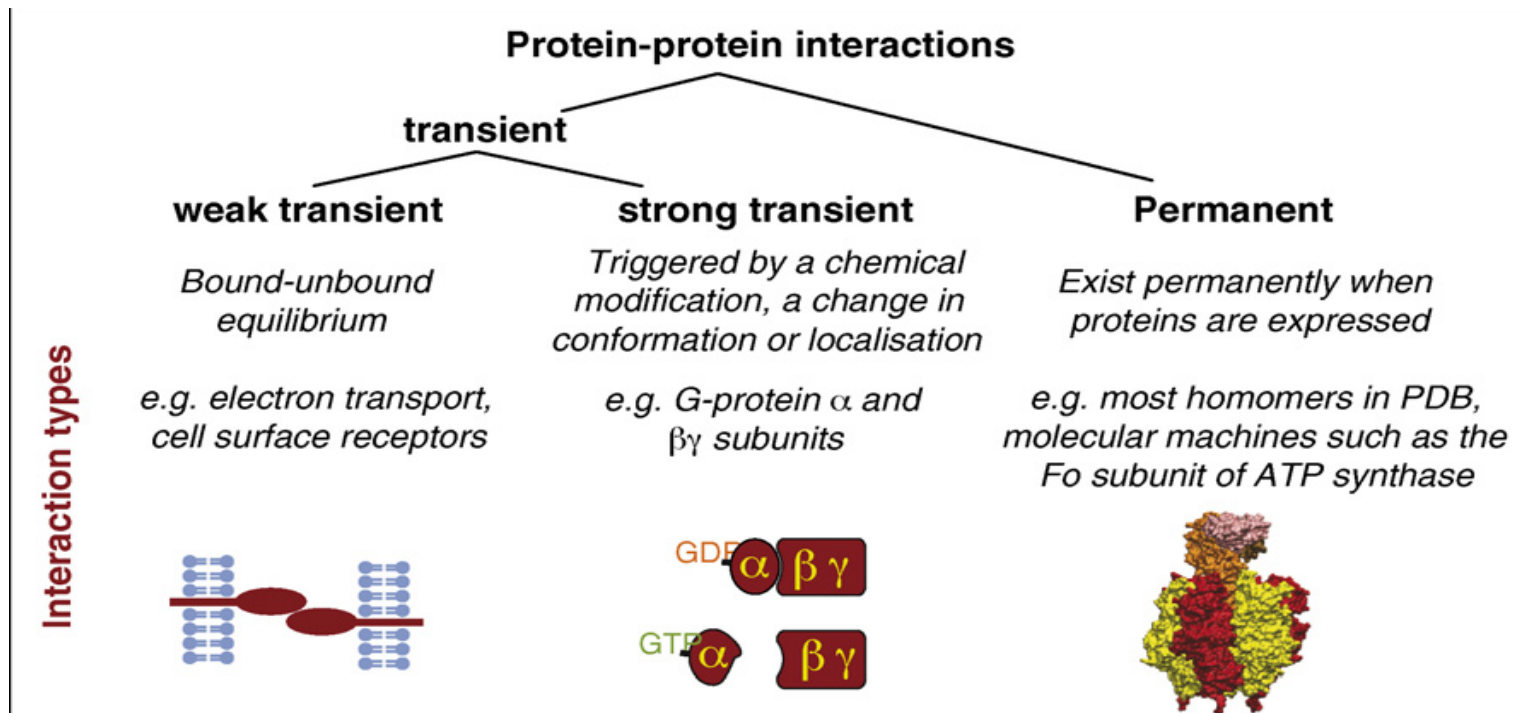 Protein-protein interactions
transient
weak transient
strong transient
Permanent
Bound-unbound
equilibrium
Triggered by a chemical
modification, a change in
conformation or localisation
Exist permanently when
proteins are expressed
e.g. electron transport,
cell surface receptors
e.g. G-protein α and
βγ subunits
e.g. most homomers in PDB,
molecular machines such as the
Fo subunit of ATP synthase
Interaction types
GDP
α
β γ
GTP
α
β γ